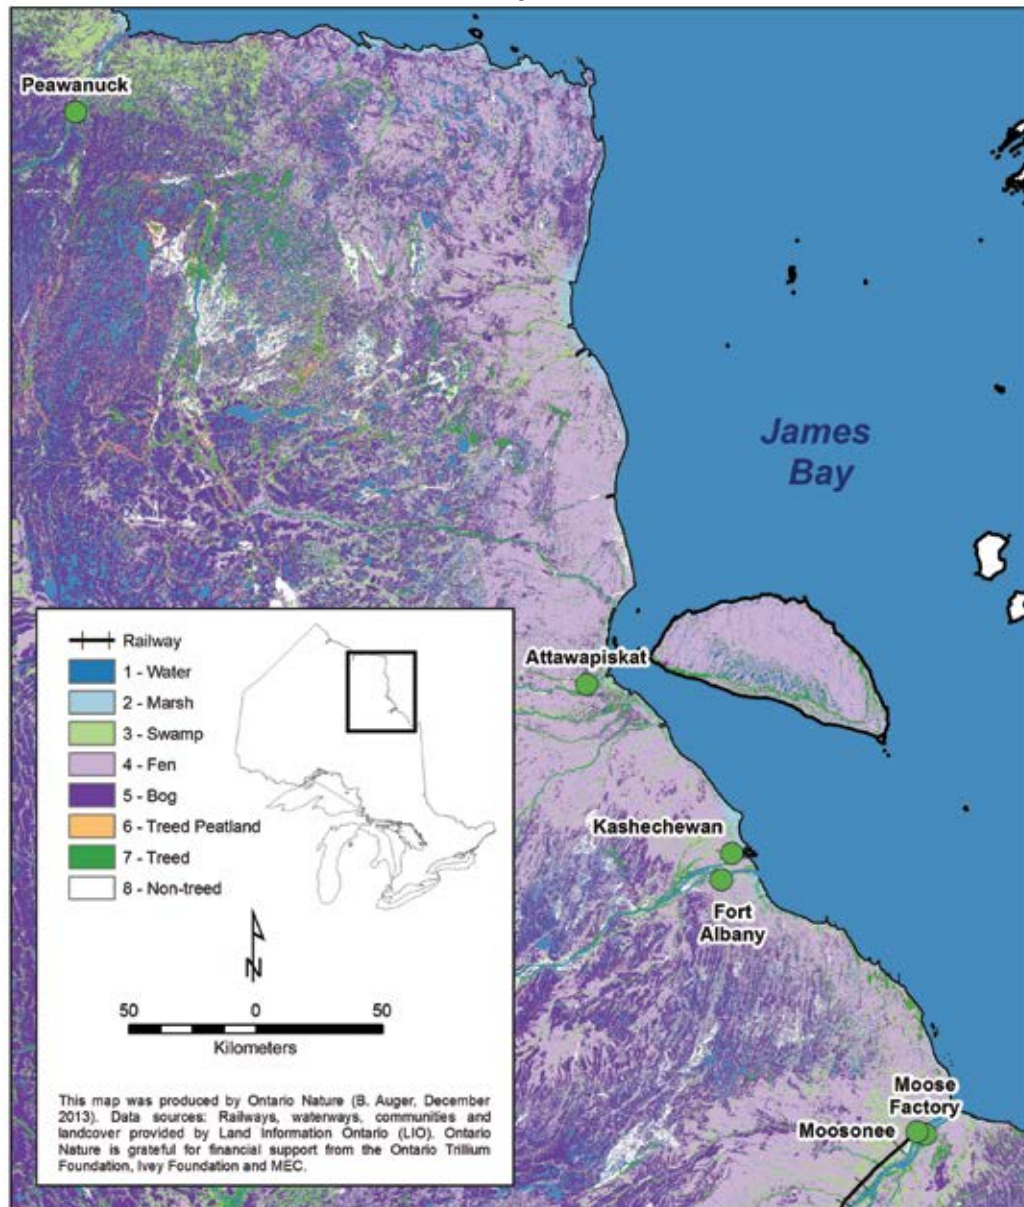 Peawanuck
James
Bay
Attawapiskat
Kashechewan
Fort
Albany
Moose
Factory
Moosonee
Railway
1 - Water
2 - Marsh
3 - Swamp
4 - Fen
5 - Bog
6 - Treed Peatland
7 - Treed
8 - Non-treed
N
50 0 50
Kilometers
This map was produced by Ontario Nature (B. Auger, December
2013). Data sources: Railways, waterways, communities and
landcover provided by Land Information Ontario (LIO). Ontario
Nature is grateful for financial support from the Ontario Trillium
Foundation, Ivey Foundation and MEC.